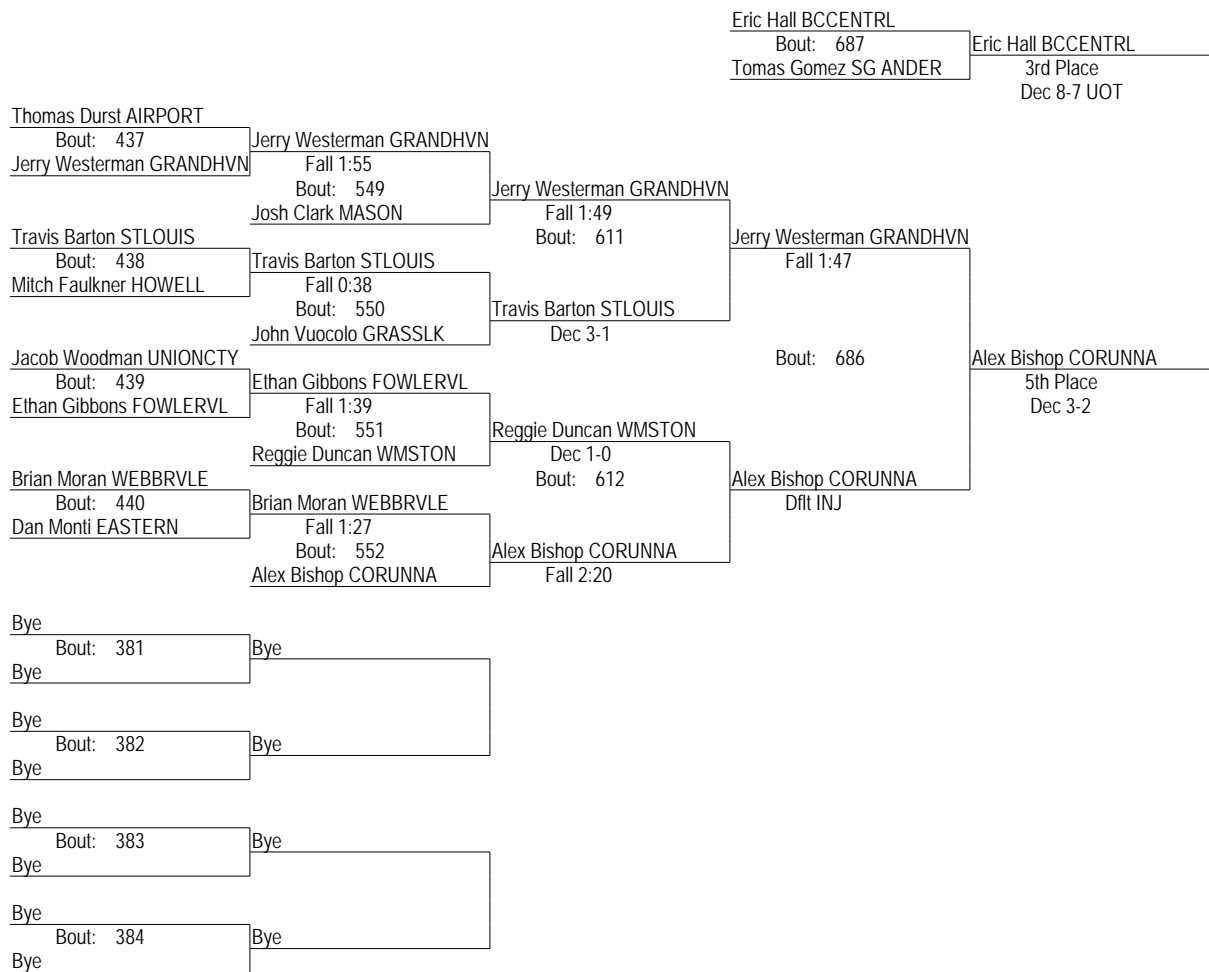 Eric Hall BCCENTRL
Bout: 687
Eric Hall BCCENTRL
Tomas Gomez SG ANDER
3rd Place
Dec 8-7 UOT
Thomas Durst AIRPORT
Bout: 437
Jerry Westerman GRANDHVN
Jerry Westerman GRANDHVN
Fall 1:55
Bout: 549
Jerry Westerman GRANDHVN
Josh Clark MASON
Fall 1:49
Bout: 611
Travis Barton STLOUIS
Jerry Westerman GRANDHVN
Bout: 438
Travis Barton STLOUIS
Fall 1:47
Mitch Faulkner HOWELL
Fall 0:38
Bout: 550
Travis Barton STLOUIS
John Vuocolo GRASSLK
Dec 3-1
Jacob Woodman UNIONCTY
Bout: 686
Alex Bishop CORUNNA
Bout: 439
Ethan Gibbons FOWLERVL
5th Place
Ethan Gibbons FOWLERVL
Fall 1:39
Dec 3-2
Bout: 551
Reggie Duncan WMSTON
Reggie Duncan WMSTON
Dec 1-0
Bout: 612
Brian Moran WEBBRVLE
Alex Bishop CORUNNA
Bout: 440
Brian Moran WEBBRVLE
Dflt INJ
Dan Monti EASTERN
Fall 1:27
Bout: 552
Alex Bishop CORUNNA
Alex Bishop CORUNNA
Fall 2:20
Bye
Bout: 381
Bye
Bye
Bye
Bout: 382
Bye
Bye
Bye
Bout: 383
Bye
Bye
Bye
Bout: 384
Bye
Bye